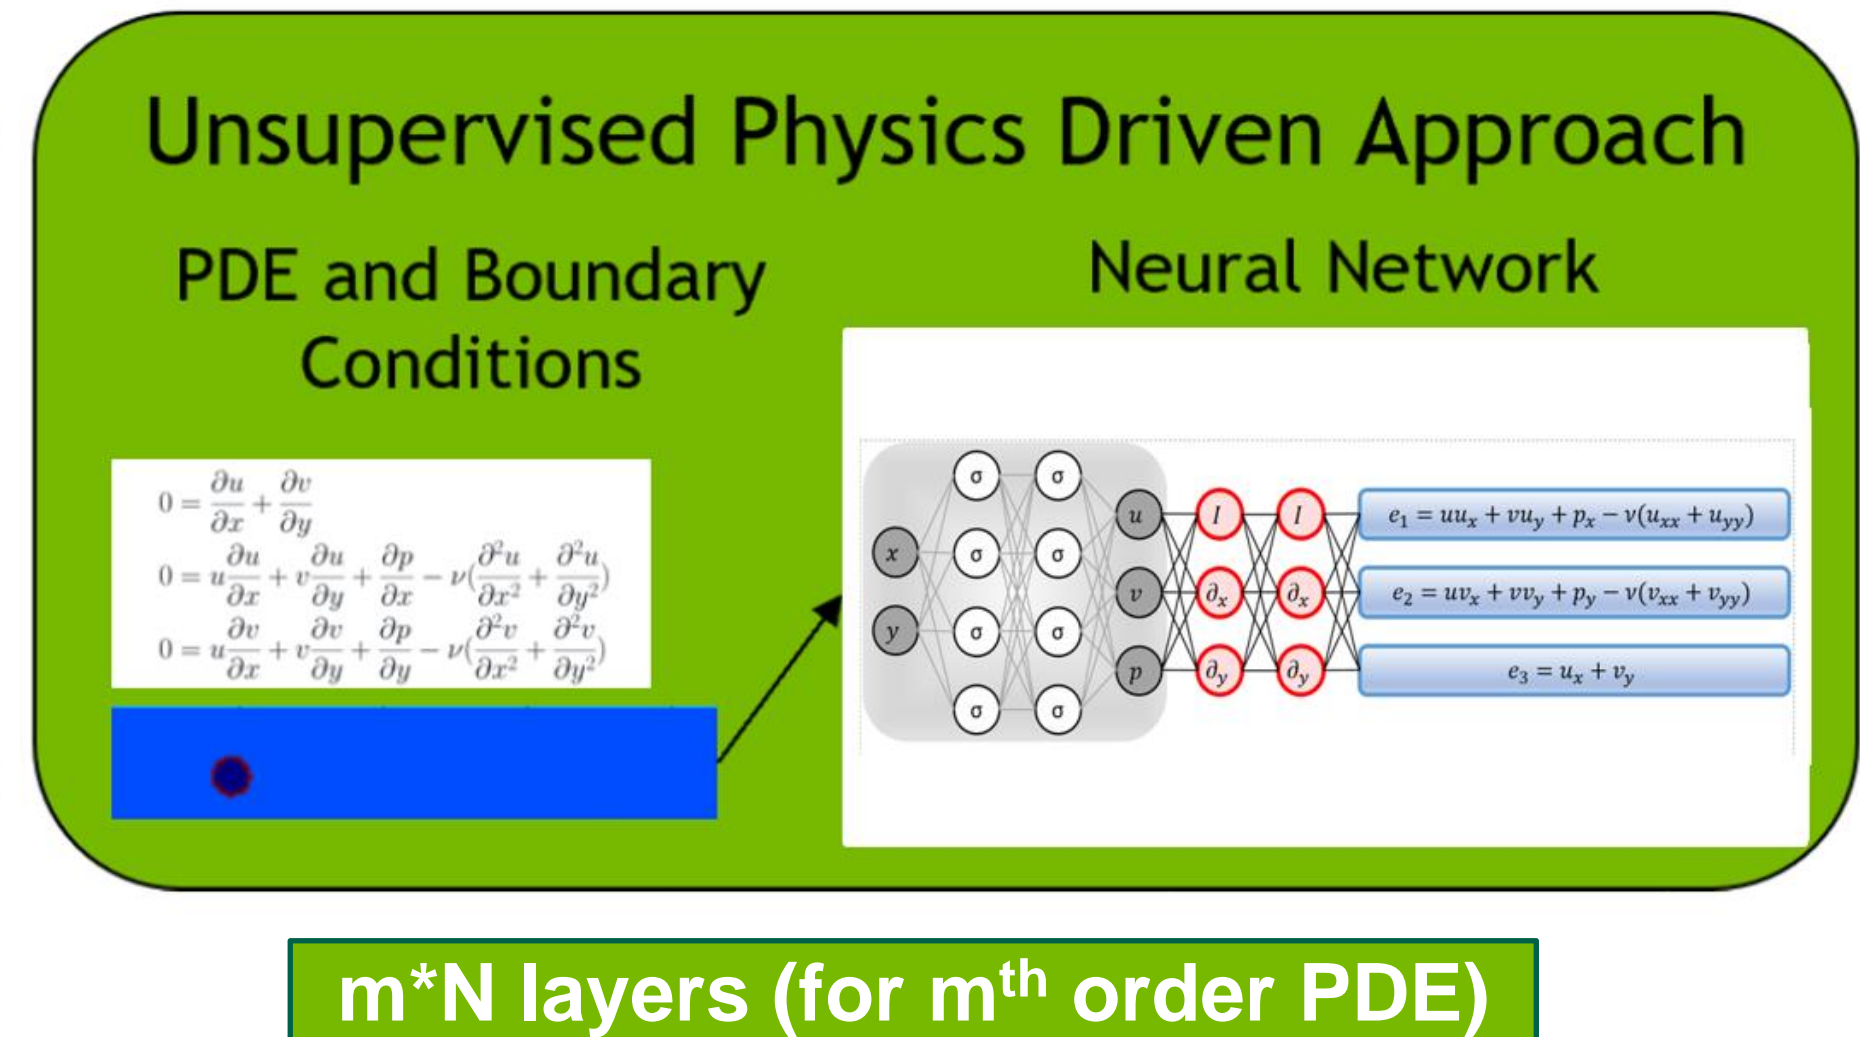 Unsupervised Physics Driven Approach
PDE and Boundary
Conditions
0 = ∂u/∂x + ∂v/∂y
0 = u ∂u/∂x + v ∂u/∂y + ∂p/∂x − ν(∂²u/∂x² + ∂²u/∂y²)
0 = u ∂v/∂x + v ∂v/∂y + ∂p/∂y − ν(∂²v/∂x² + ∂²v/∂y²)
Neural Network
σ σ
u I I e₁ = uuₓ + vu_y + pₓ − ν(uₓₓ + u_yy)
x σ σ
v ∂ₓ ∂ₓ e₂ = uvₓ + vv_y + p_y − ν(vₓₓ + v_yy)
y σ σ
p ∂_y ∂_y e₃ = uₓ + v_y
σ σ
m*N layers (for mᵗʰ order PDE)